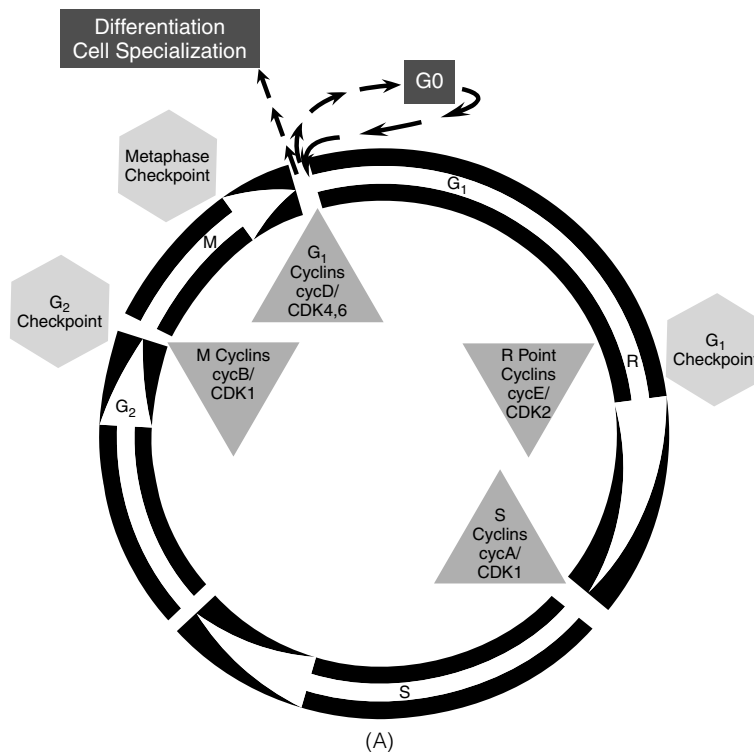 Differentiation
Cell Specialization
G0
Metaphase
Checkpoint
G₁
M
G₁
Cyclins
cycD/
CDK4,6
G₂
Checkpoint
G₁
Checkpoint
M Cyclins
cycB/
CDK1
R Point
Cyclins
cycE/
CDK2
R
G₂
S
Cyclins
cycA/
CDK1
S
(A)